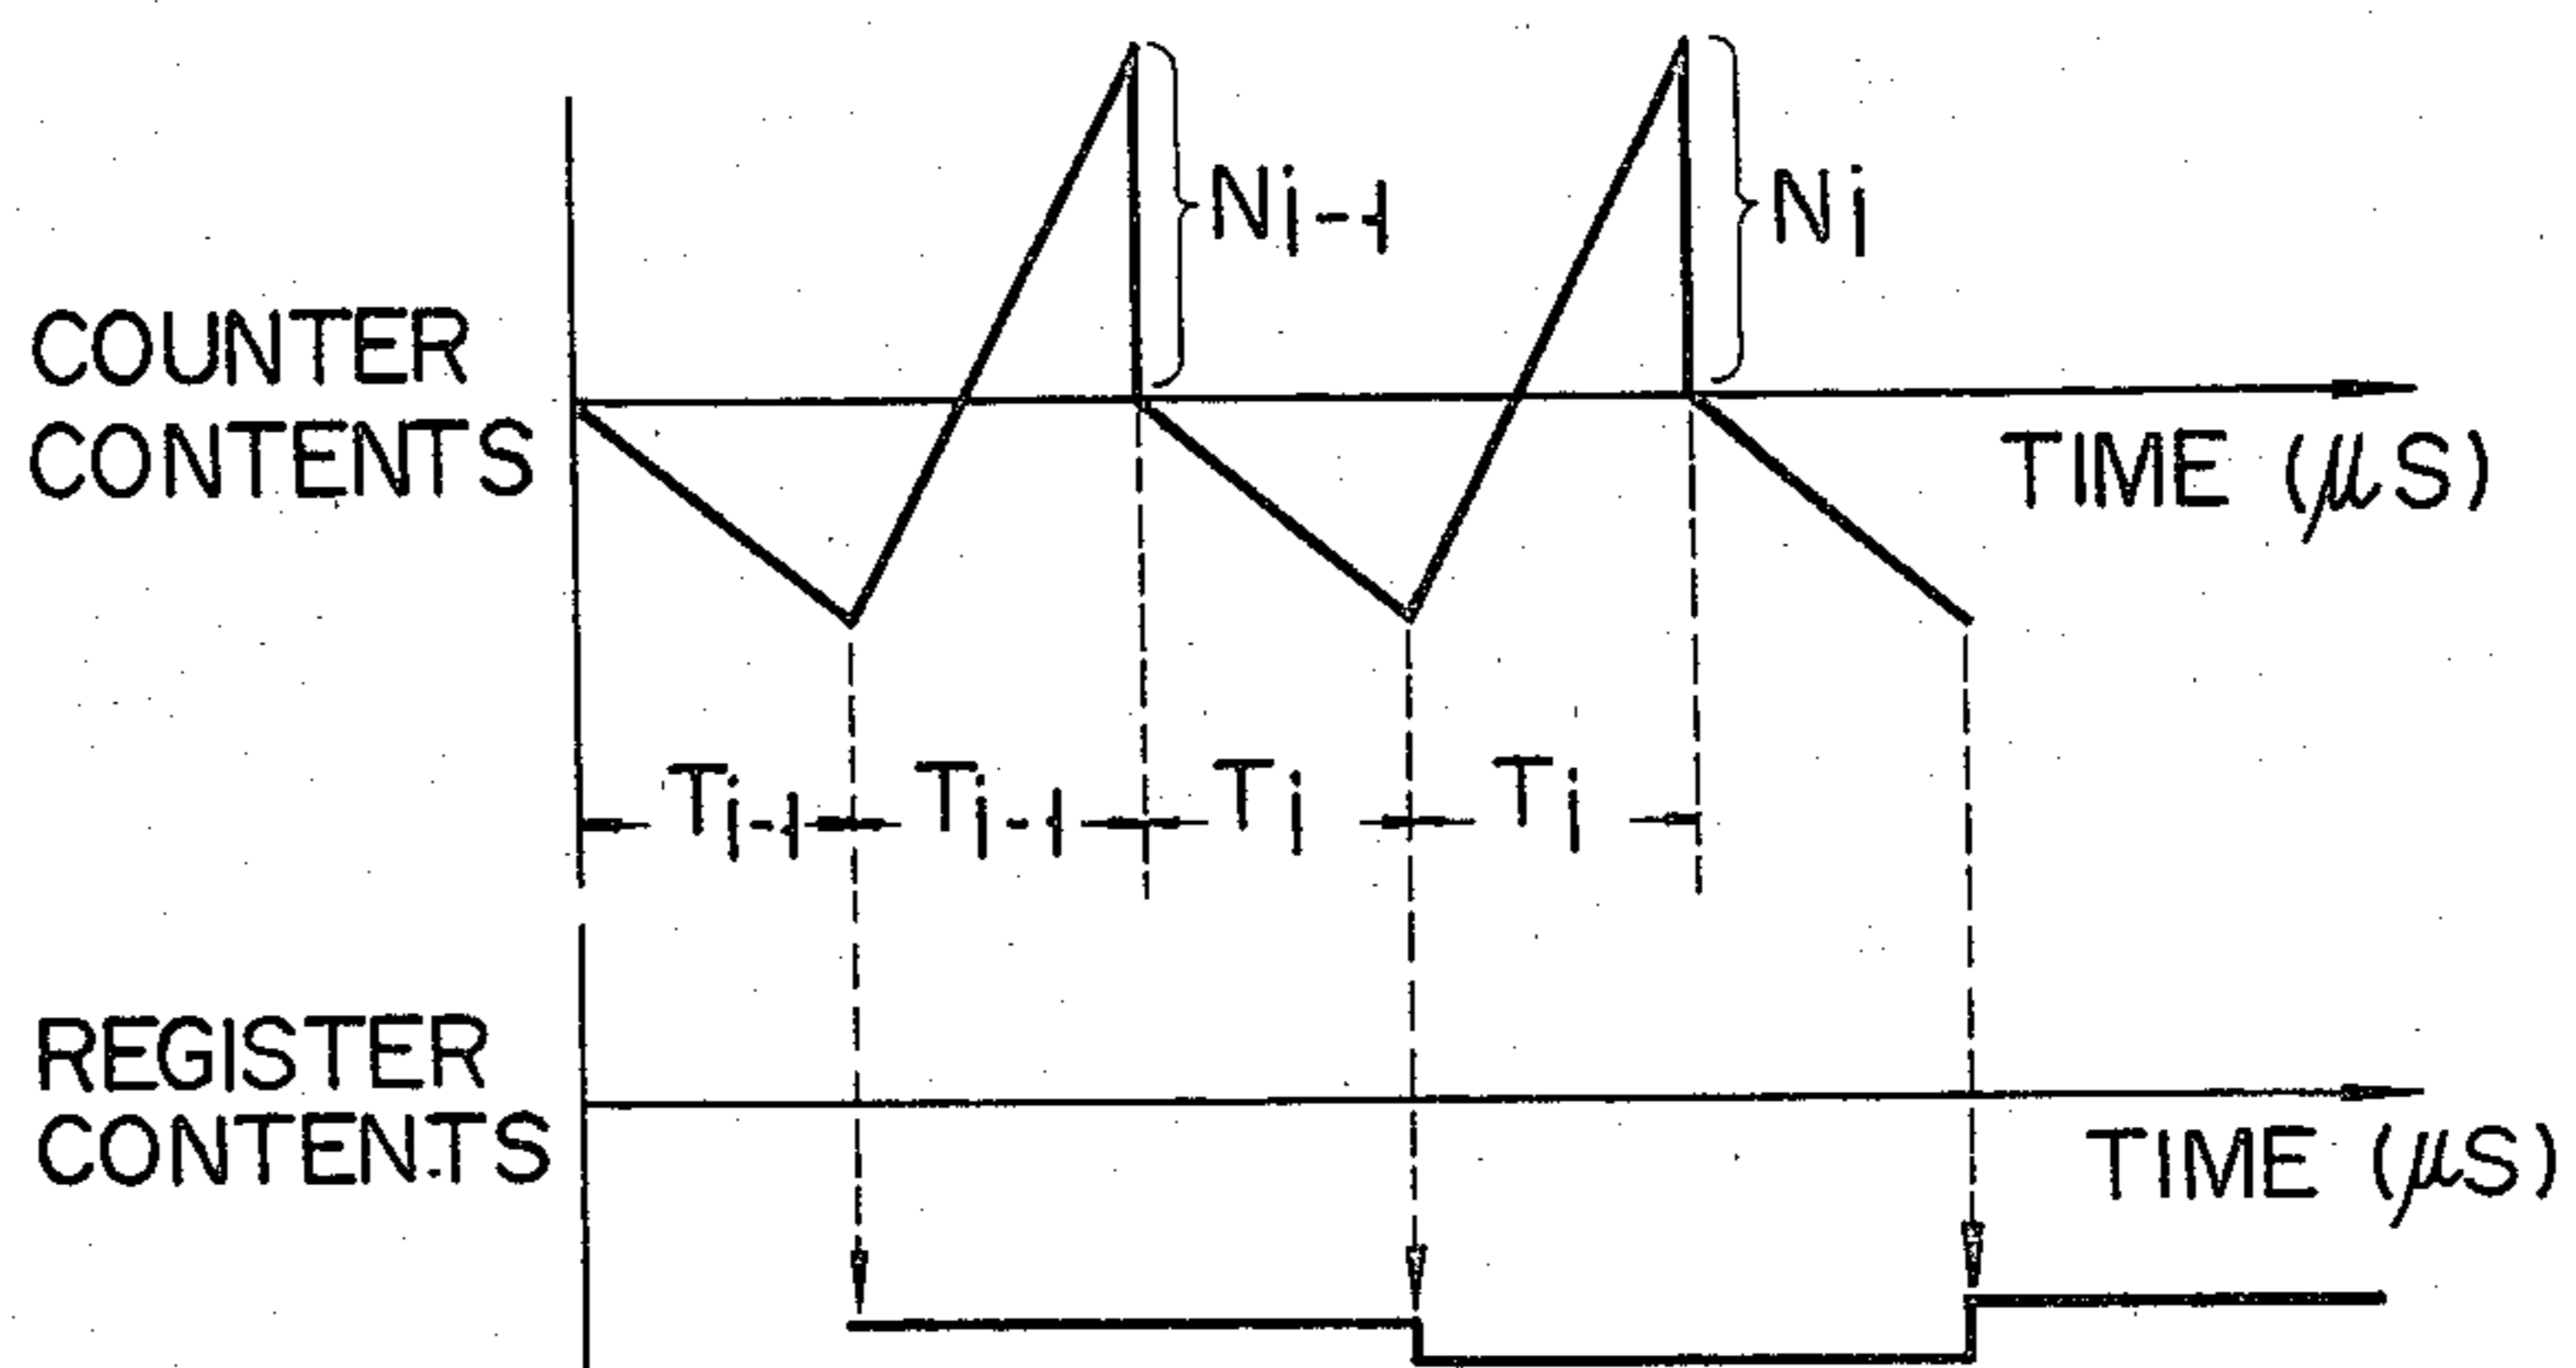 Ni-1
Ni
COUNTER
CONTENTS
TIME (μS)
Ti-1 Ti-1 Ti Ti
REGISTER
CONTENTS
TIME (μS)